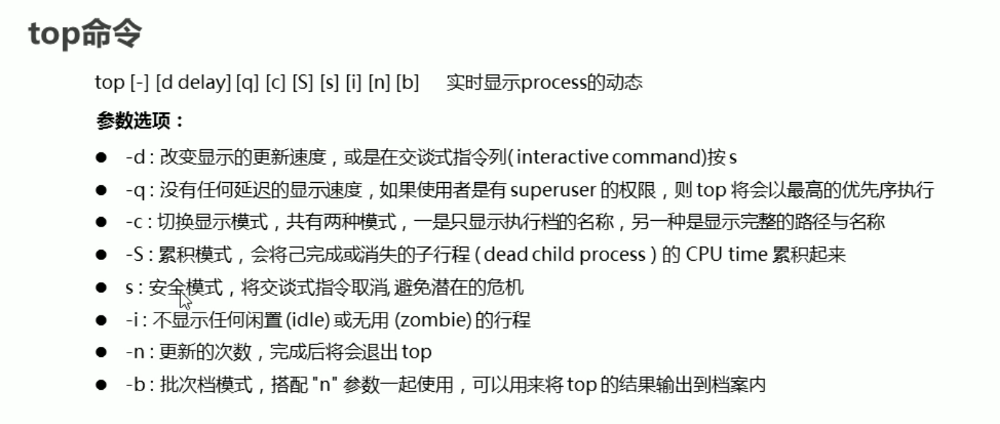 top命令
top [-] [d delay] [q] [c] [S] [s] [i] [n] [b] 实时显示process的动态
参数选项：
● -d : 改变显示的更新速度，或是在交谈式指令列( interactive command)按 s
● -q : 没有任何延迟的显示速度，如果使用者是有 superuser 的权限，则 top 将会以最高的优先序执行
● -c : 切换显示模式，共有两种模式，一是只显示执行档的名称，另一种是显示完整的路径与名称
● -S : 累积模式，会将己完成或消失的子行程 ( dead child process ) 的 CPU time 累积起来
● s : 安全模式，将交谈式指令取消, 避免潜在的危机
● -i : 不显示任何闲置 (idle) 或无用 (zombie) 的行程
● -n : 更新的次数，完成后将会退出 top
● -b : 批次档模式，搭配 "n" 参数一起使用，可以用来将 top 的结果输出到档案内